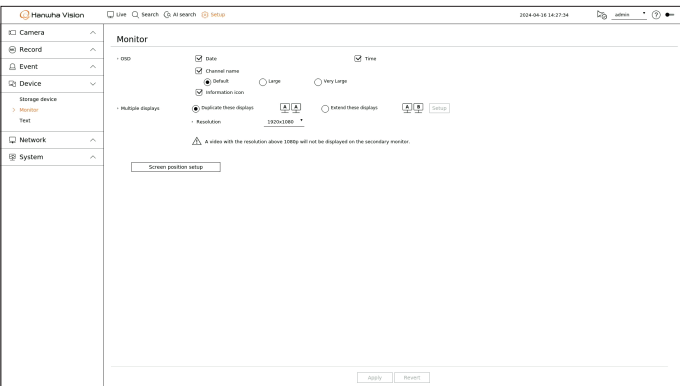 Hanwha Vision
Live Search AI search Setup 2024-04-16 14:27:34 admin ?
Camera
Record
Event
Device
Storage device
Monitor
Text
Network
System
Monitor
OSD Date Time
Channel name
Default Large Very Large
Information icon
Multiple displays Duplicate these displays A A Extend these displays A B Setup
Resolution 1920x1080
A video with the resolution above 1080p will not be displayed on the secondary monitor.
Screen position setup
Apply Revert